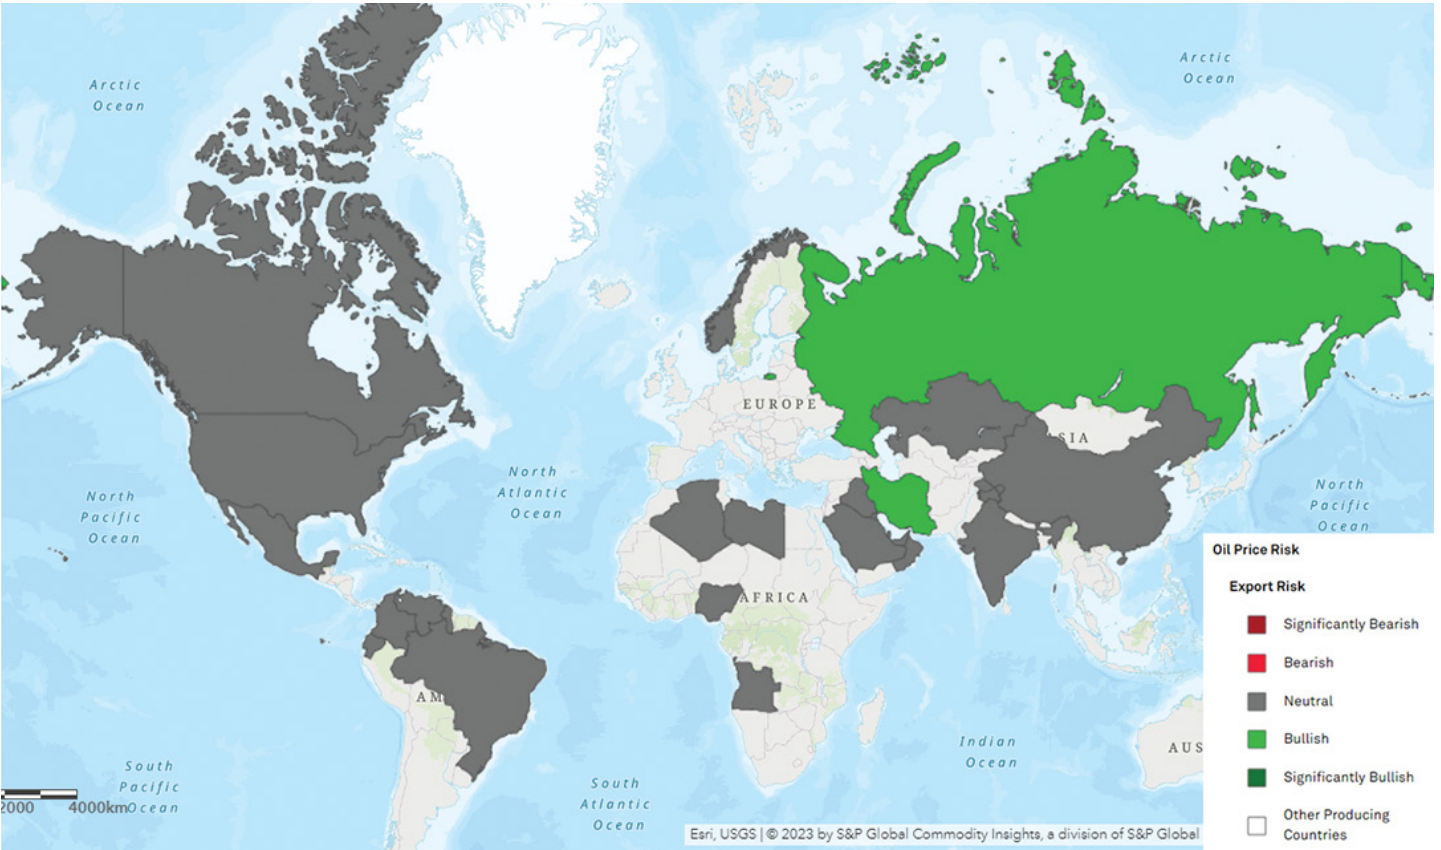 Arctic
Ocean
Arctic
Ocean
EUROPE
SIA
North
Atlantic
Ocean
North
Pacific
Ocean
North
Pacific
Ocean
AFRICA
AM
Indian
Ocean
AUS
South
Pacific
Ocean
South
Atlantic
Ocean
2000 4000km
Esri, USGS | © 2023 by S&P Global Commodity Insights, a division of S&P Global
Oil Price Risk
Export Risk
Significantly Bearish
Bearish
Neutral
Bullish
Significantly Bullish
Other Producing
Countries